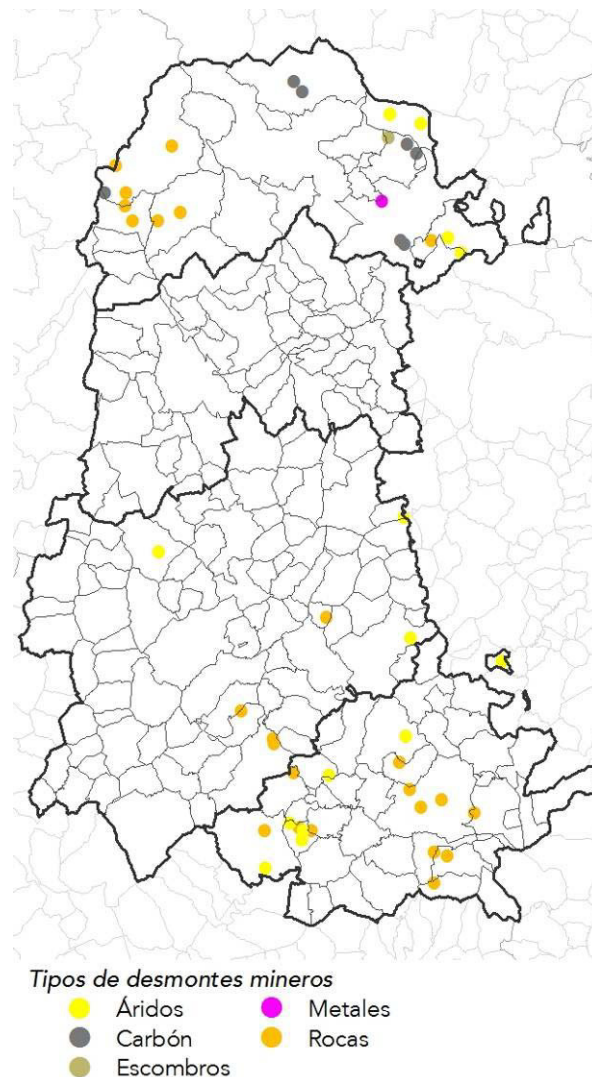 Tipos de desmontes mineros
Áridos
Metales
Carbón
Rocas
Escombros